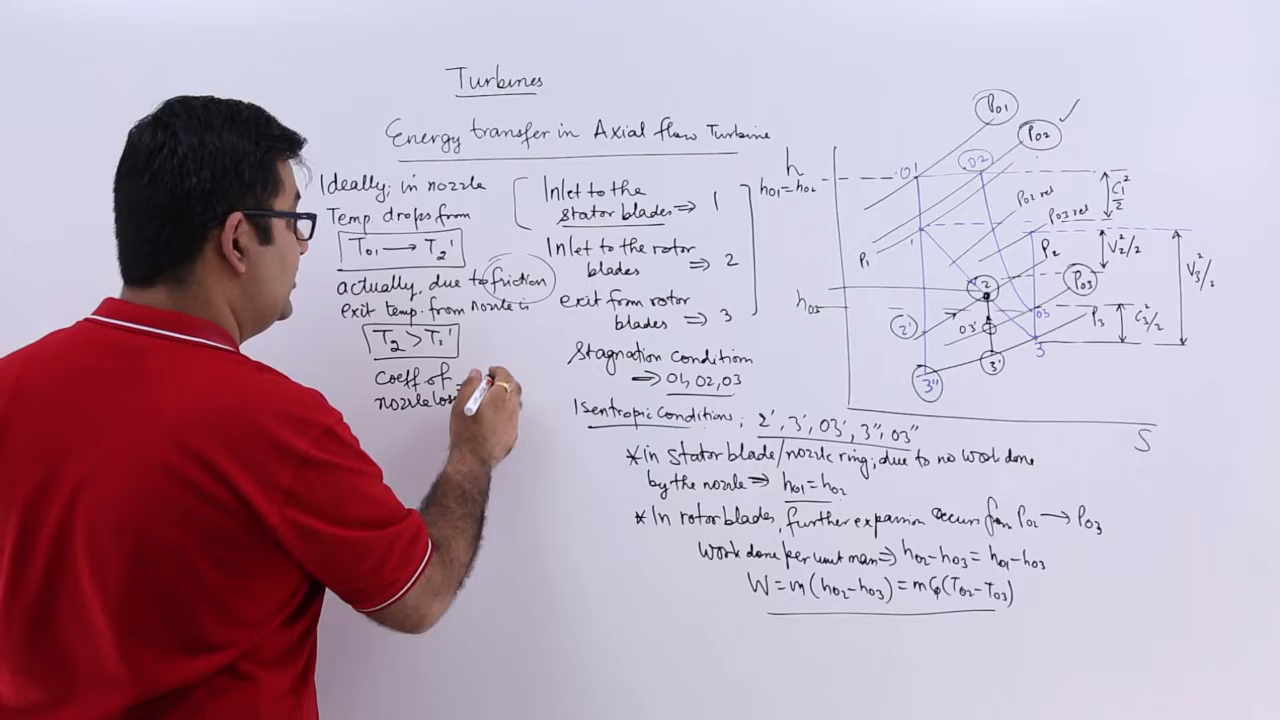 Turbines
Energy transfer in Axial flow Turbine
Ideally, in nozzle
Temp. drops from
T01 → T2'
actually, due to friction
exit temp. from nozzle is
T2 > T2'
coeff of =
nozzle loss
Inlet to the
stator blades ⇒ 1
Inlet to the rotor
blades ⇒ 2
exit from rotor
blades ⇒ 3
Stagnation condition
⇒ 01, 02, 03
Isentropic Conditions; 2', 3', 03', 3'', 03''
* in stator blade/nozzle ring; due to no work done
by the nozzle ⇒ h01 = h02
* In rotor blades, further expansion occurs from P02 → P03
Work done per unit mass ⇒ h02 - h03 = h01 - h03
W = m(h02 - h03) = m Cp (T02 - T03)
h
h01 = h02
h03
S
P01
P02 ✓
01
02
P02 rel
P03 rel
P1
1
P2
P03
P3
2
2'
03'
03
3'
3
3''
C1²/2
V2²/2
C3²/2
V3²/2